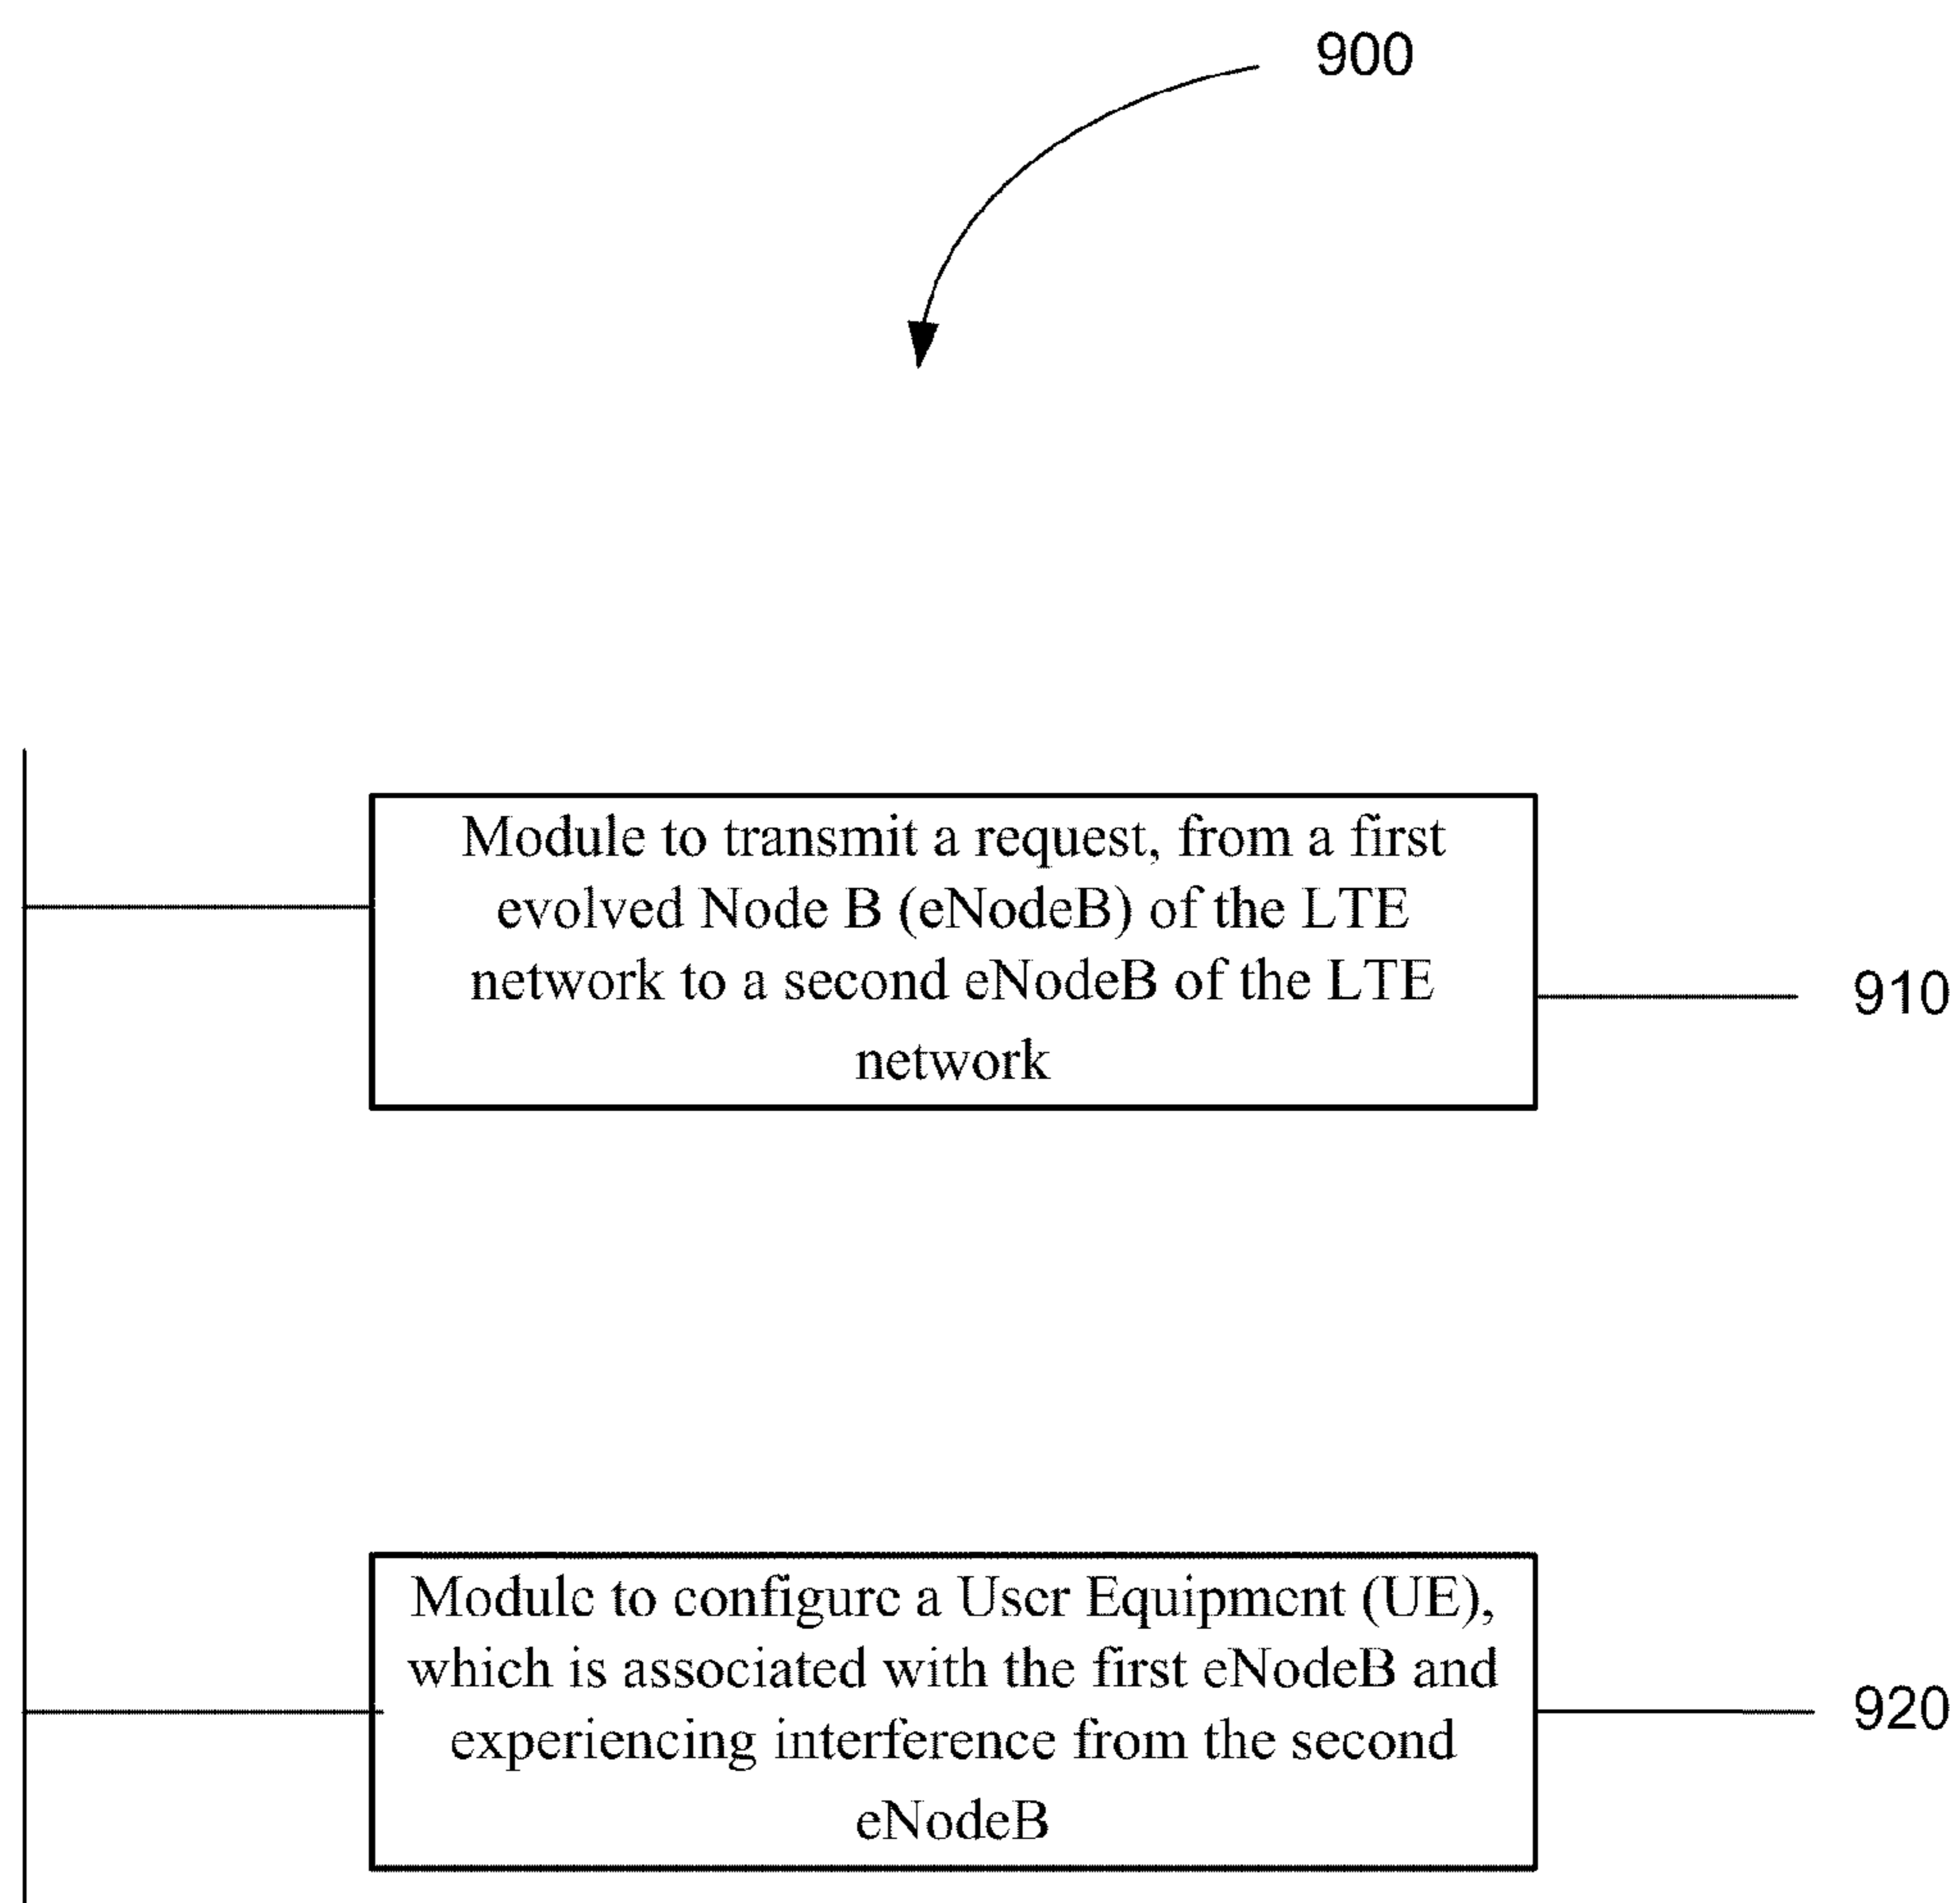 900
Module to transmit a request, from a first
evolved Node B (eNodeB) of the LTE
network to a second eNodeB of the LTE
network
910
Module to configure a User Equipment (UE),
which is associated with the first eNodeB and
experiencing interference from the second
eNodeB
920